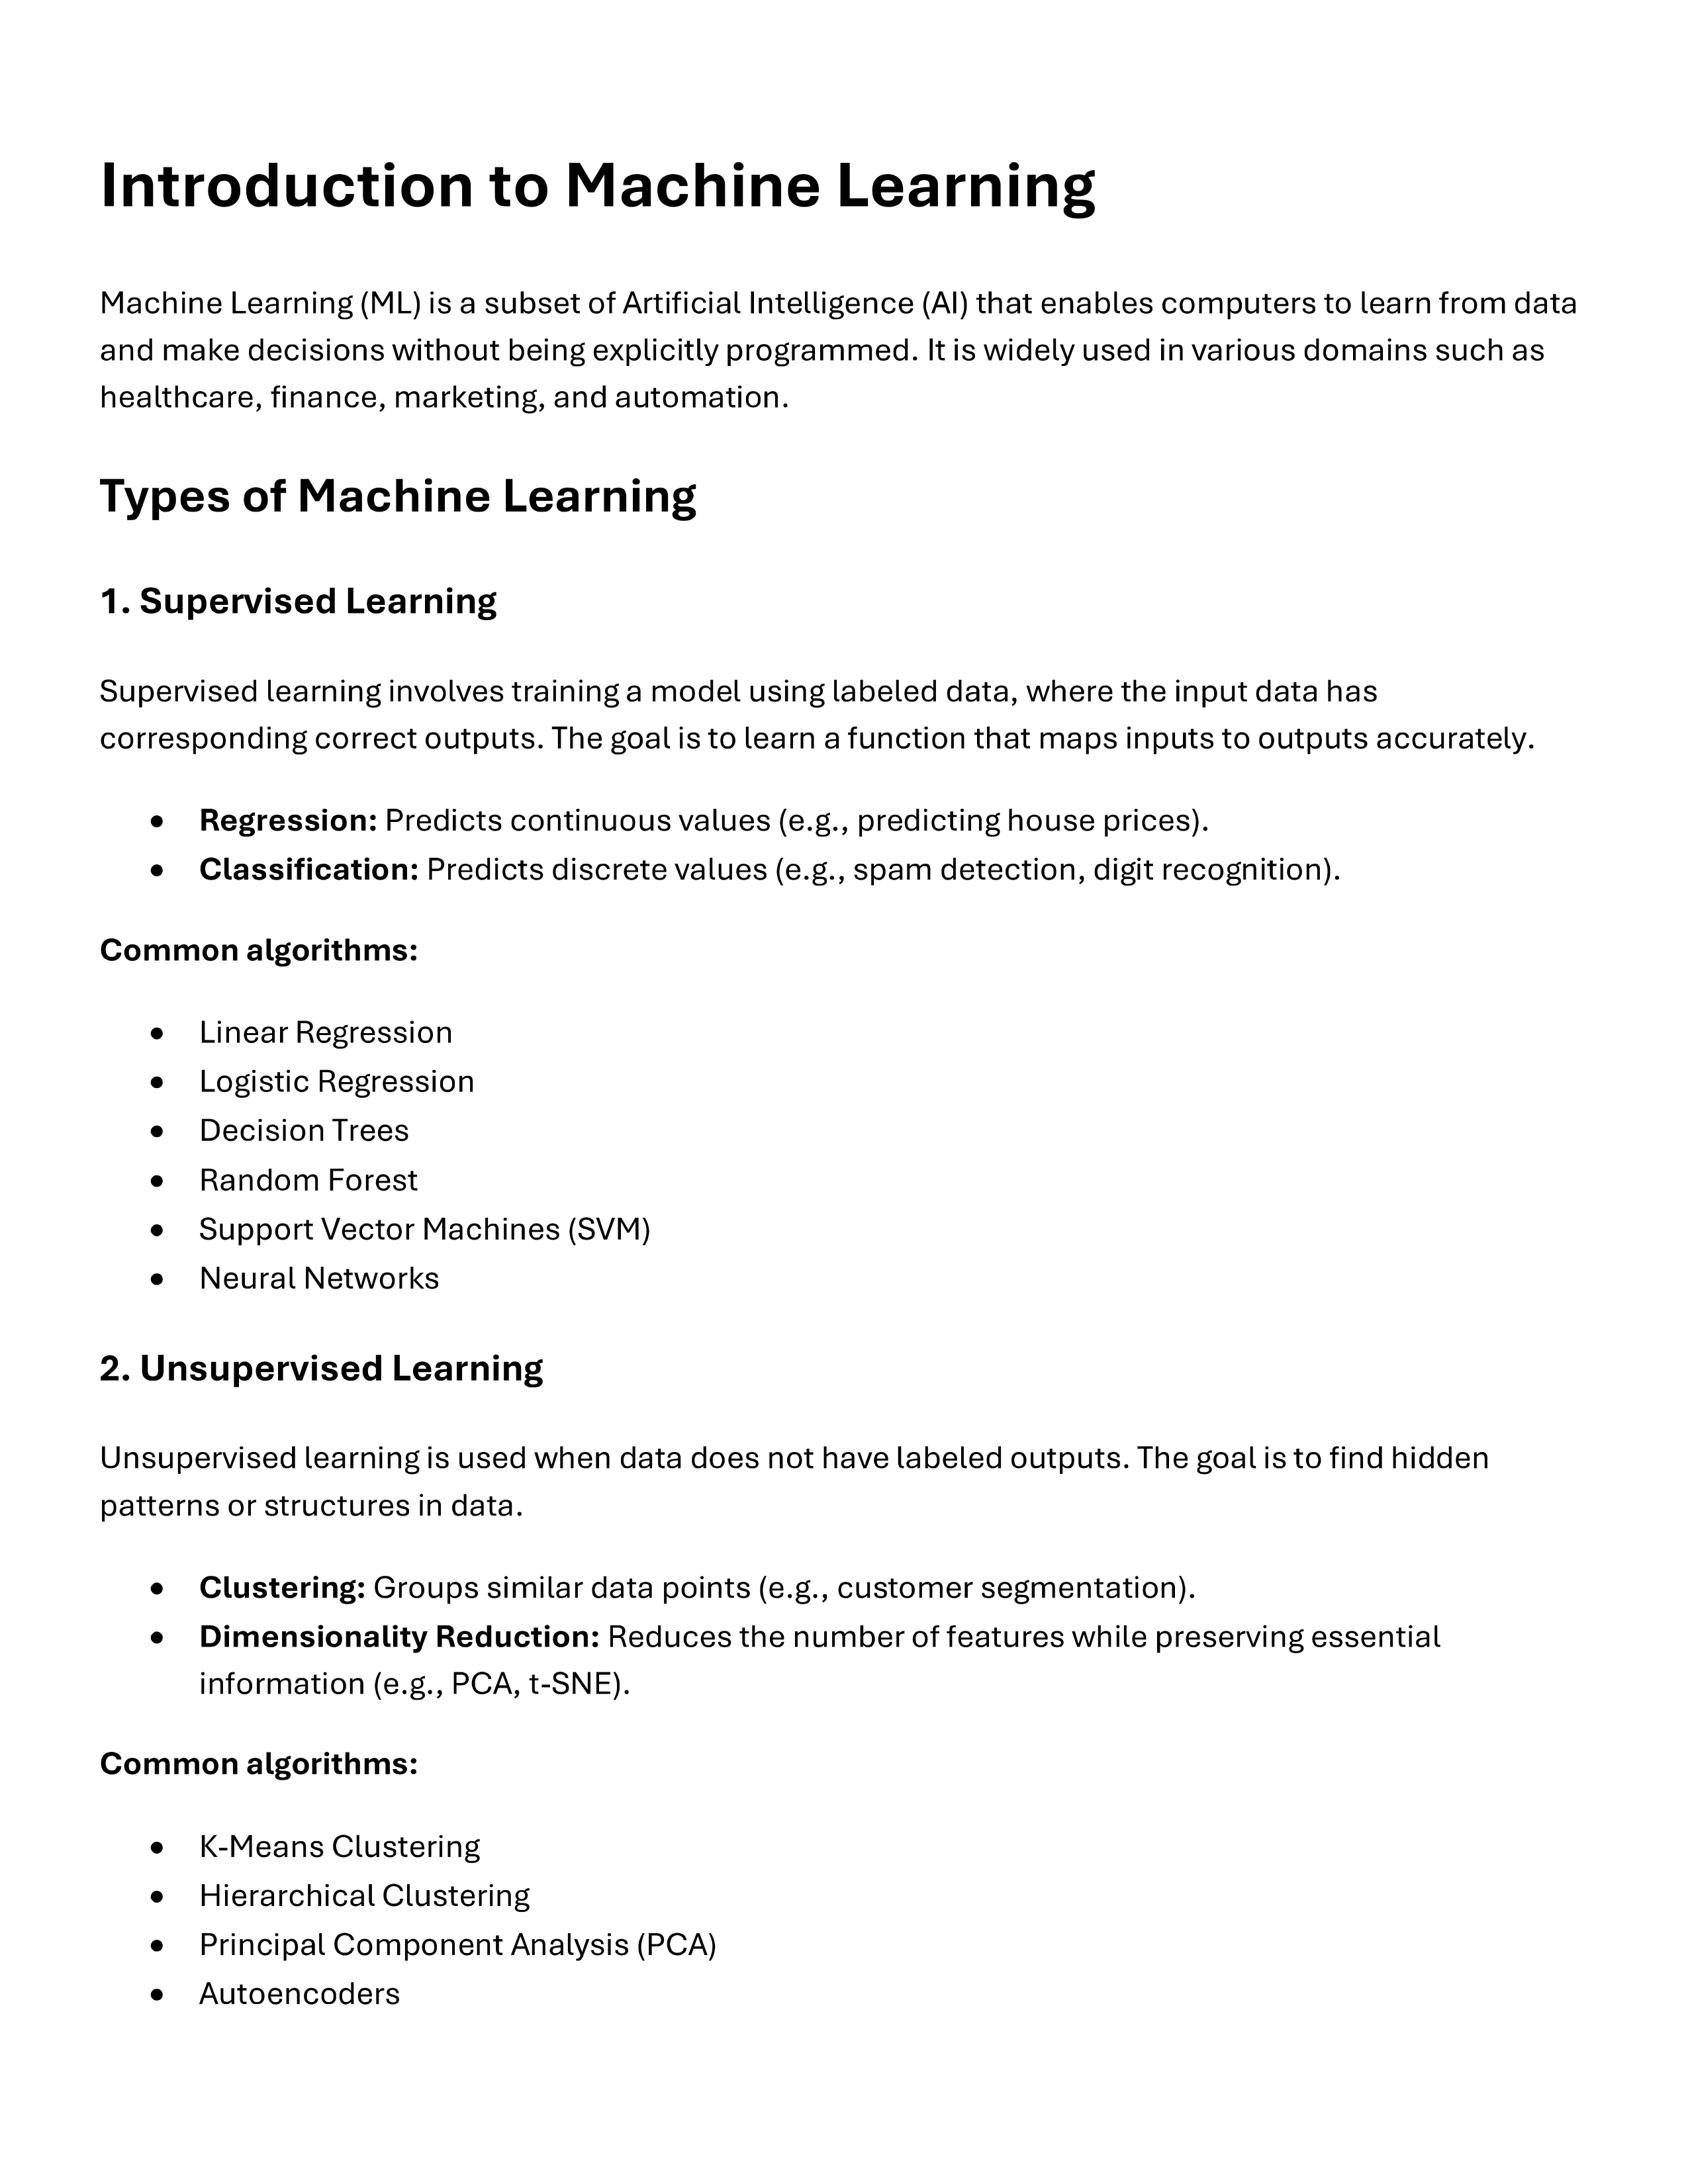 Introduction to Machine Learning
Machine Learning (ML) is a subset of Artificial Intelligence (AI) that enables computers to learn from data
and make decisions without being explicitly programmed. It is widely used in various domains such as
healthcare, finance, marketing, and automation.
Types of Machine Learning
1. Supervised Learning
Supervised learning involves training a model using labeled data, where the input data has
corresponding correct outputs. The goal is to learn a function that maps inputs to outputs accurately.
• Regression: Predicts continuous values (e.g., predicting house prices).
• Classification: Predicts discrete values (e.g., spam detection, digit recognition).
Common algorithms:
• Linear Regression
• Logistic Regression
• Decision Trees
• Random Forest
• Support Vector Machines (SVM)
• Neural Networks
2. Unsupervised Learning
Unsupervised learning is used when data does not have labeled outputs. The goal is to find hidden
patterns or structures in data.
• Clustering: Groups similar data points (e.g., customer segmentation).
• Dimensionality Reduction: Reduces the number of features while preserving essential
information (e.g., PCA, t-SNE).
Common algorithms:
• K-Means Clustering
• Hierarchical Clustering
• Principal Component Analysis (PCA)
• Autoencoders